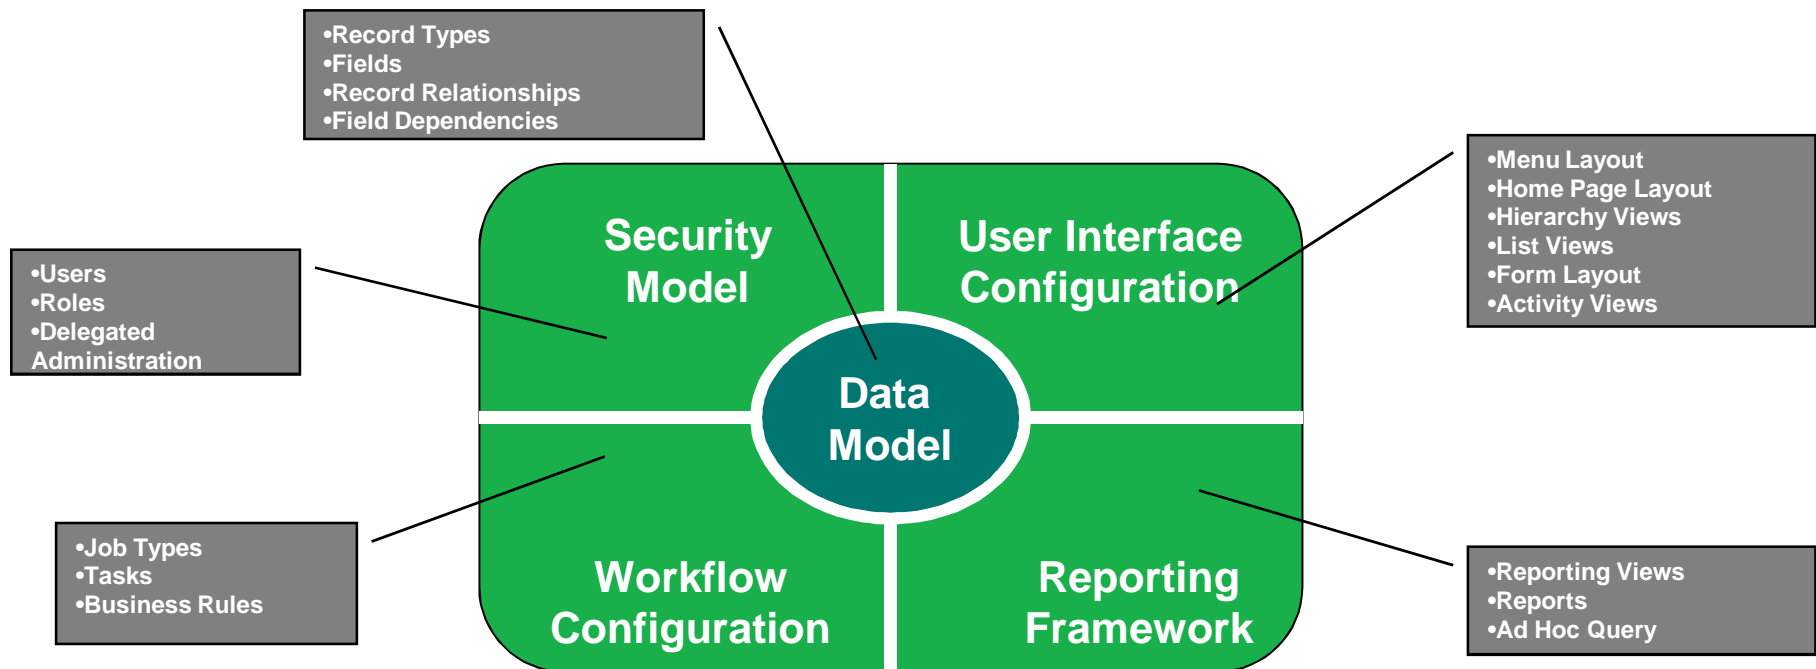 •Record Types
•Fields
•Record Relationships
•Field Dependencies
•Menu Layout
•Home Page Layout
•Hierarchy Views
•List Views
•Form Layout
•Activity Views
Security
Model
User Interface
Configuration
•Users
•Roles
•Delegated
Administration
Data
Model
•Job Types
•Tasks
•Business Rules
Workflow
Configuration
Reporting
Framework
•Reporting Views
•Reports
•Ad Hoc Query